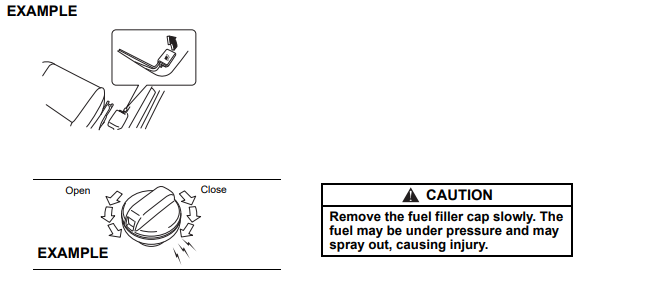 EXAMPLE
Open
Close
EXAMPLE
CAUTION
Remove the fuel filler cap slowly. The
fuel may be under pressure and may
spray out, causing injury.